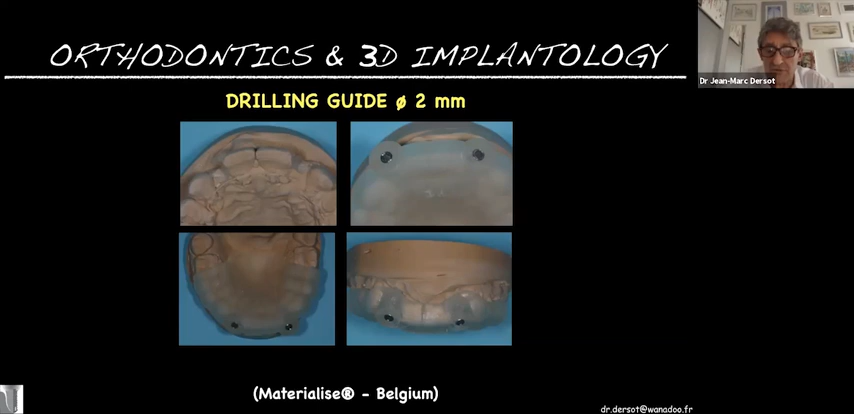 ORTHODONTICS & 3D IMPLANTOLOGY
Dr Jean-Marc Dersot
DRILLING GUIDE ø 2 mm
(Materialise® - Belgium)
dr.dersot@wanadoo.fr